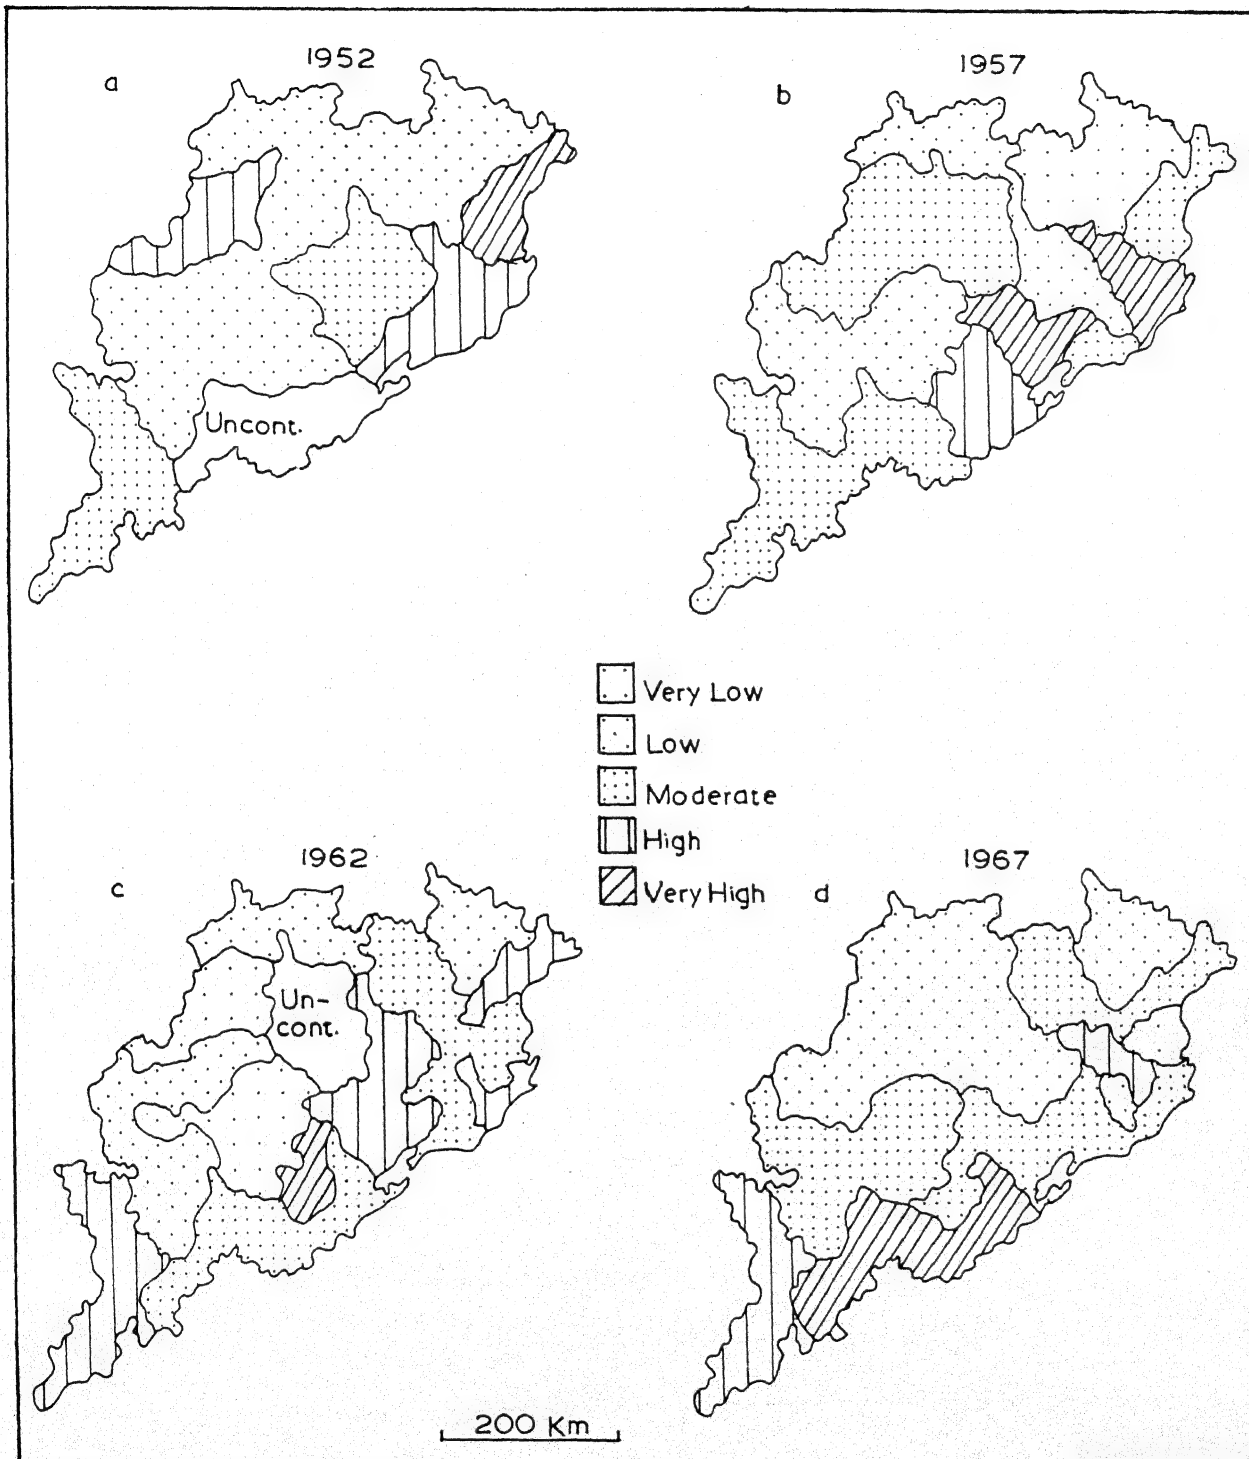 1952
a
Uncont.
1957
b
Very Low
Low
Moderate
High
Very High
1962
c
Un-
cont.
1967
d
200 Km